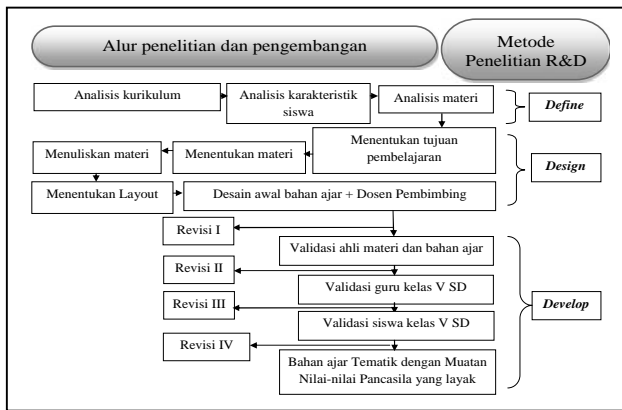 Alur penelitian dan pengembangan
Metode
Penelitian R&D
Analisis kurikulum
Analisis karakteristik
siswa
Analisis materi
Define
Menuliskan materi
Menentukan materi
Menentukan tujuan
pembelajaran
Design
Menentukan Layout
Desain awal bahan ajar + Dosen Pembimbing
Revisi I
Validasi ahli materi dan bahan ajar
Revisi II
Validasi guru kelas V SD
Revisi III
Validasi siswa kelas V SD
Develop
Revisi IV
Bahan ajar Tematik dengan Muatan
Nilai-nilai Pancasila yang layak